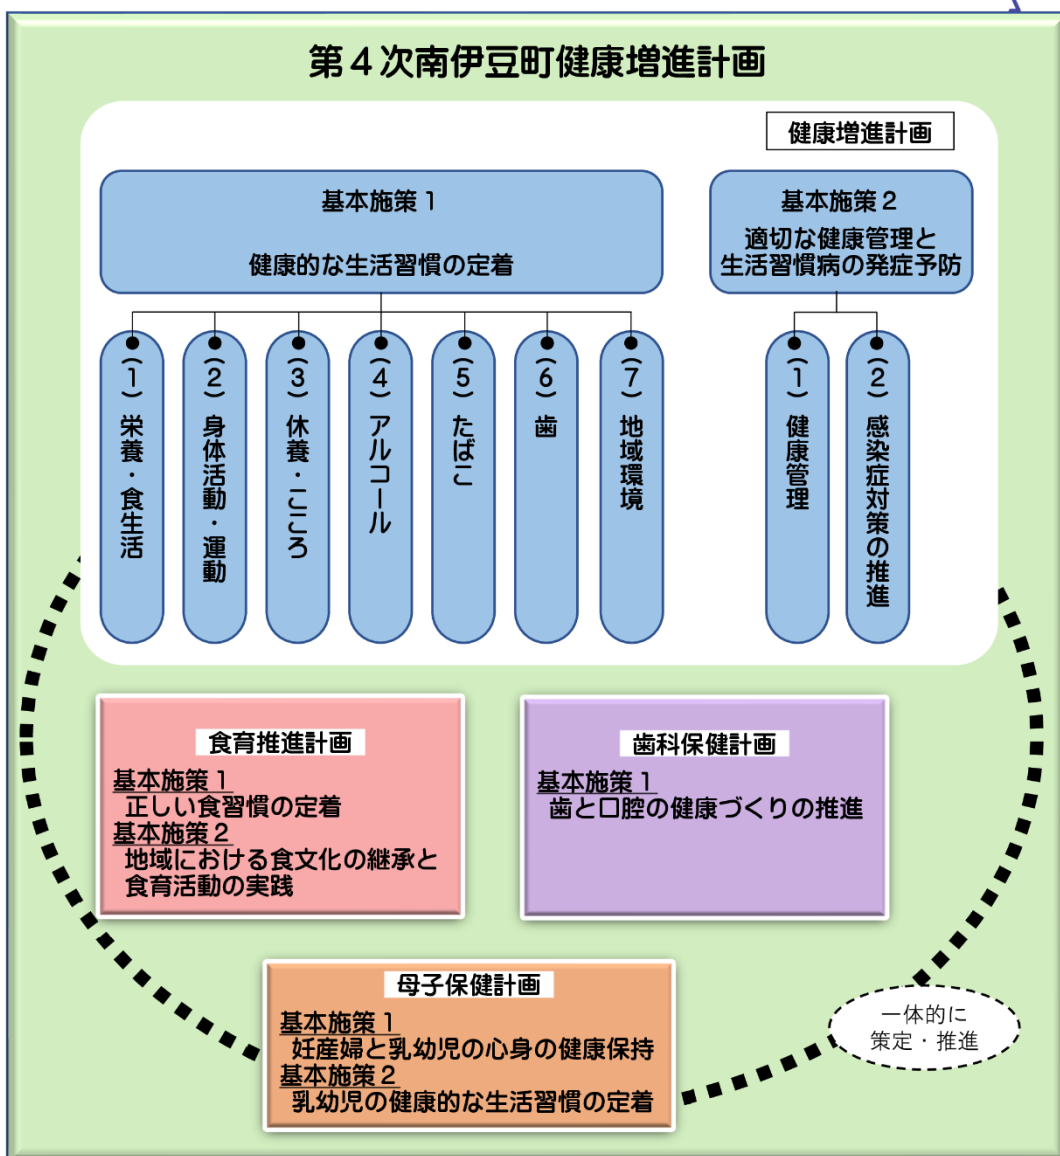 第４次南伊豆町健康増進計画
健康増進計画
基本施策１
健康的な生活習慣の定着
基本施策２
適切な健康管理と
生活習慣病の発症予防
（１）栄養・食生活
（２）身体活動・運動
（３）休養・こころ
（４）アルコール
（５）たばこ
（６）歯
（７）地域環境
（１）健康管理
（２）感染症対策の推進
食育推進計画
基本施策１
正しい食習慣の定着
基本施策２
地域における食文化の継承と
食育活動の実践
歯科保健計画
基本施策１
歯と口腔の健康づくりの推進
母子保健計画
基本施策１
妊産婦と乳幼児の心身の健康保持
基本施策２
乳幼児の健康的な生活習慣の定着
一体的に
策定・推進